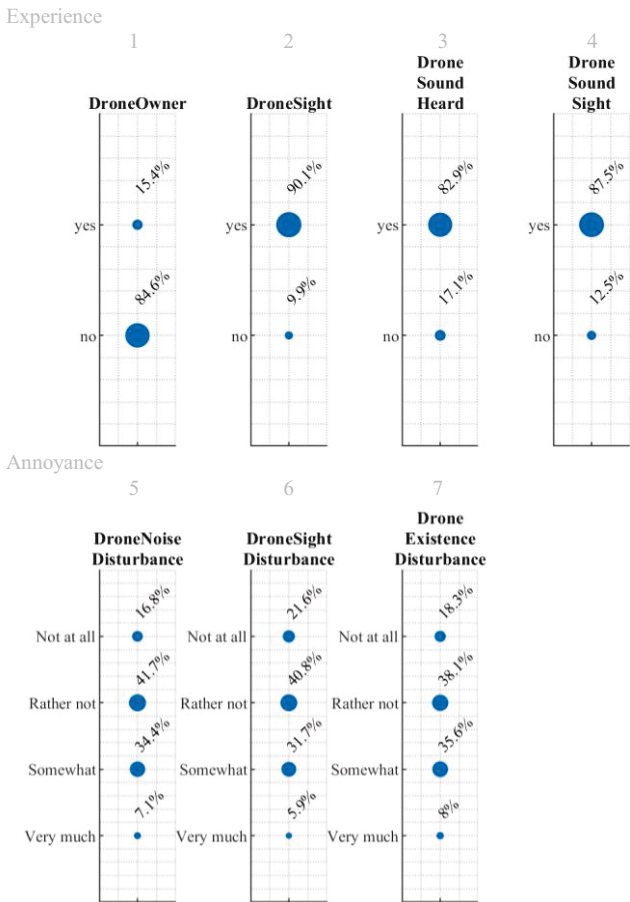 Experience
1
2
3
4
DroneOwner
DroneSight
Drone
Sound
Heard
Drone
Sound
Sight
15.4%
90.1%
82.9%
87.5%
yes
yes
yes
yes
84.6%
9.9%
17.1%
12.5%
no
no
no
no
Annoyance
5
6
7
DroneNoise
Disturbance
DroneSight
Disturbance
Drone
Existence
Disturbance
16.8%
21.6%
18.3%
Not at all
Not at all
Not at all
41.7%
40.8%
38.1%
Rather not
Rather not
Rather not
34.4%
31.7%
35.6%
Somewhat
Somewhat
Somewhat
7.1%
5.9%
8%
Very much
Very much
Very much